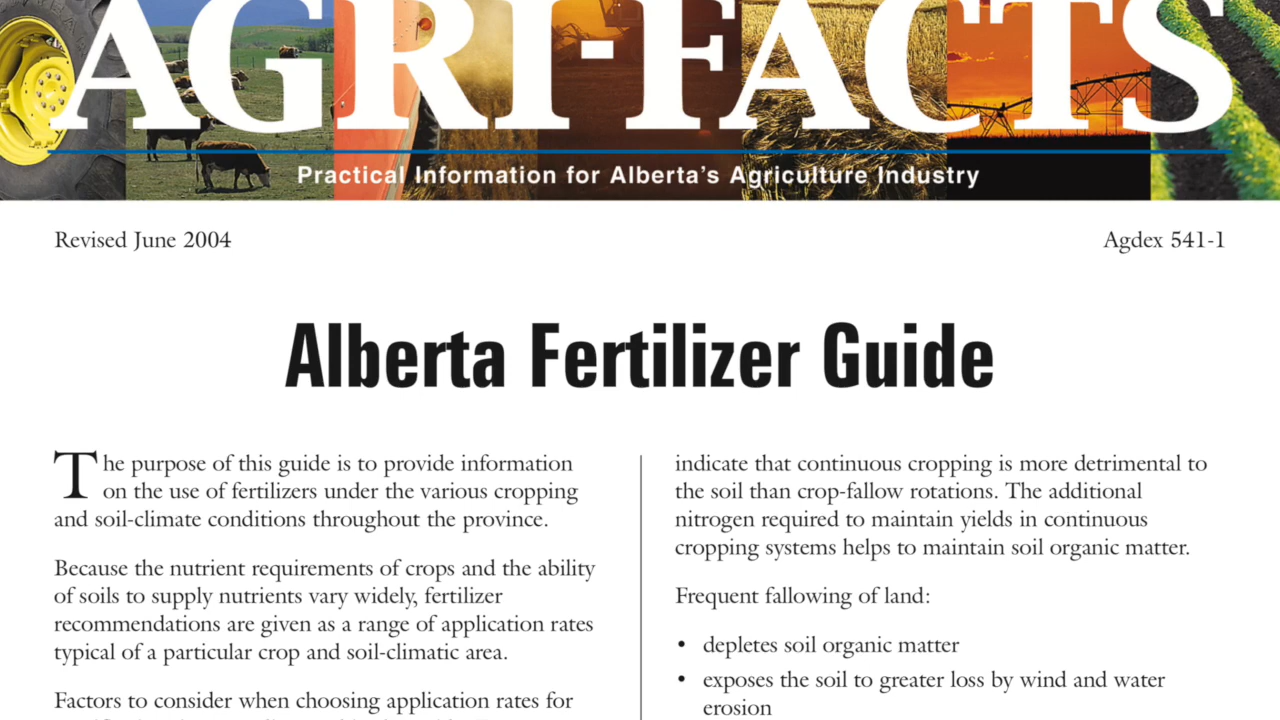 AGRI-FACTS
Practical Information for Alberta's Agriculture Industry
Revised June 2004
Agdex 541-1
Alberta Fertilizer Guide
The purpose of this guide is to provide information
on the use of fertilizers under the various cropping
and soil-climate conditions throughout the province.
Because the nutrient requirements of crops and the ability
of soils to supply nutrients vary widely, fertilizer
recommendations are given as a range of application rates
typical of a particular crop and soil-climatic area.
Factors to consider when choosing application rates for
indicate that continuous cropping is more detrimental to
the soil than crop-fallow rotations. The additional
nitrogen required to maintain yields in continuous
cropping systems helps to maintain soil organic matter.
Frequent fallowing of land:
• depletes soil organic matter
• exposes the soil to greater loss by wind and water
erosion